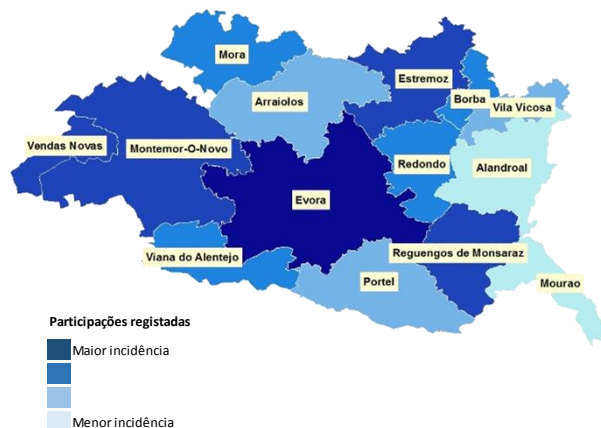 Mora
Estremoz
Arraiolos
Borba
Vila Vicosa
Vendas Novas
Montemor-O-Novo
Redondo
Alandroal
Evora
Viana do Alentejo
Reguengos de Monsaraz
Portel
Mourao
Participações registadas
Maior incidência
Menor incidência